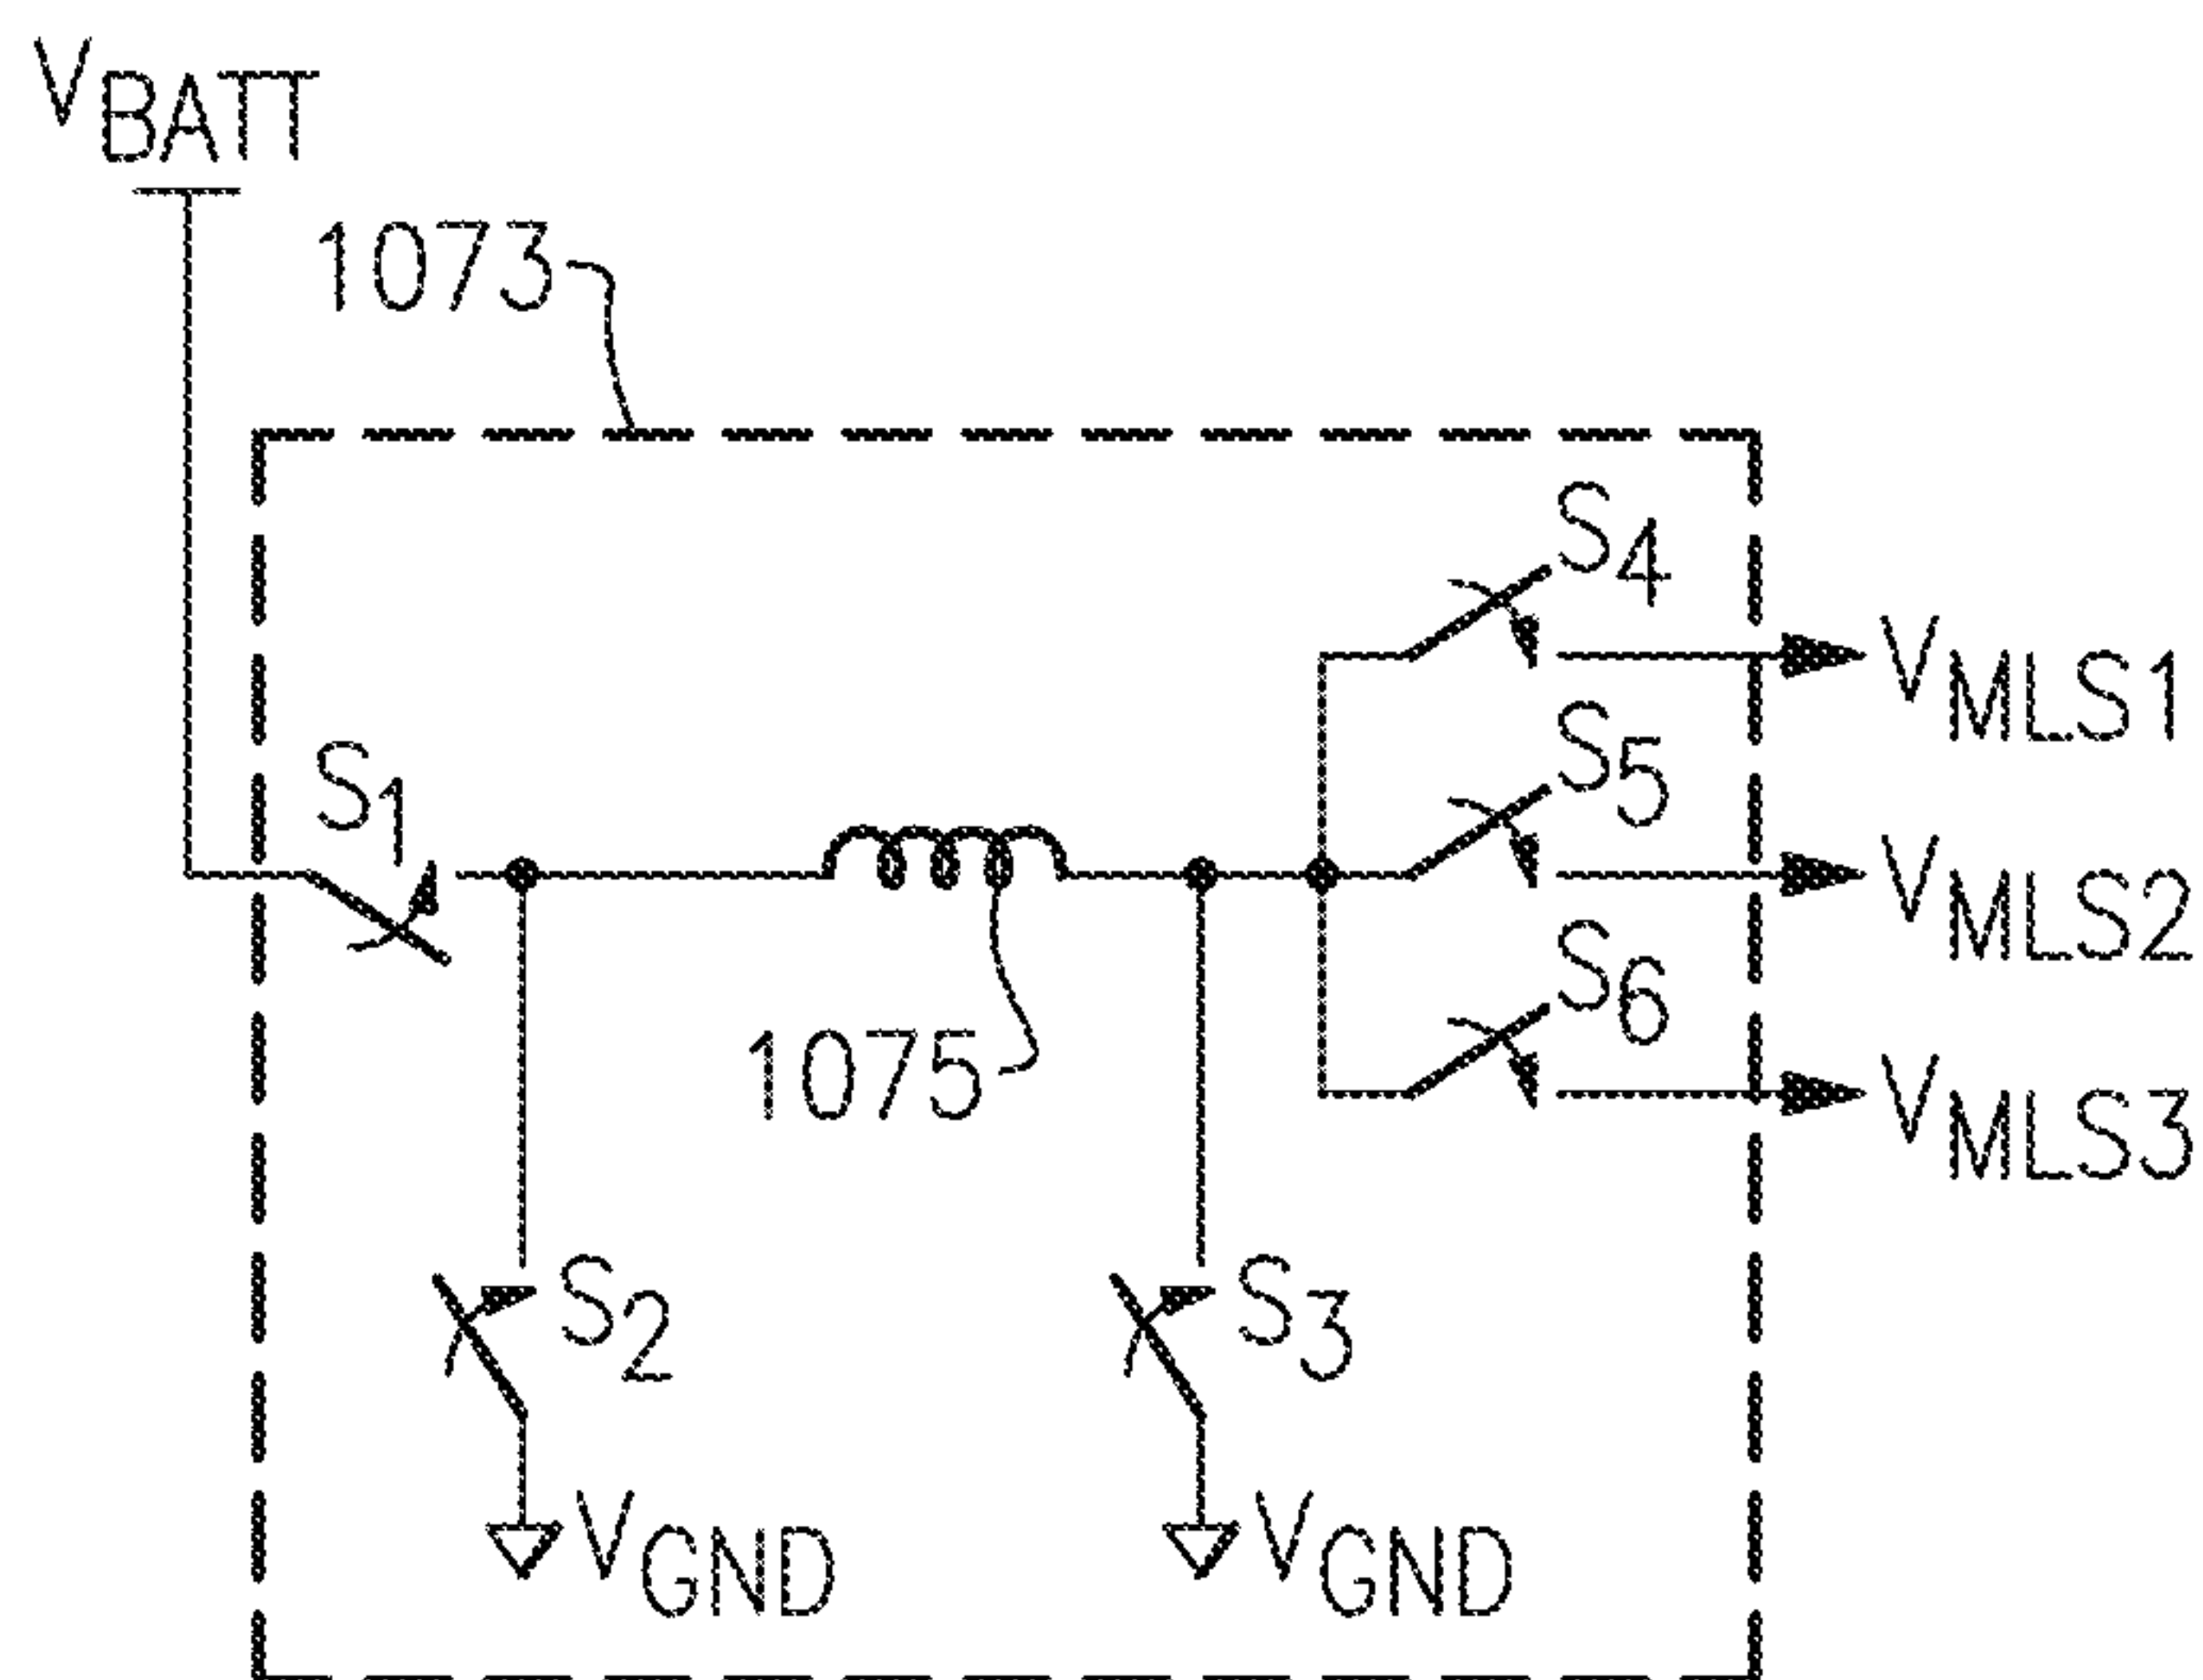 VBATT
1073
S4
VMLS1
S5
S1
VMLS2
S6
1075
VMLS3
S2
S3
VGND
VGND